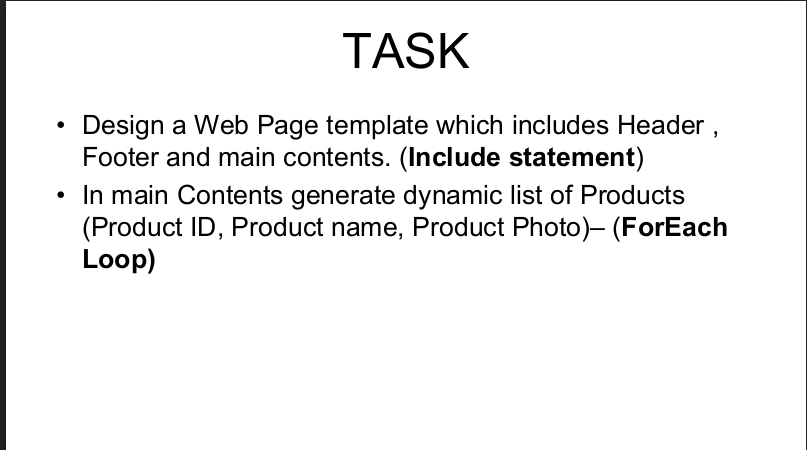 TASK
• Design a Web Page template which includes Header ,
Footer and main contents. (Include statement)
• In main Contents generate dynamic list of Products
(Product ID, Product name, Product Photo)– (ForEach
Loop)